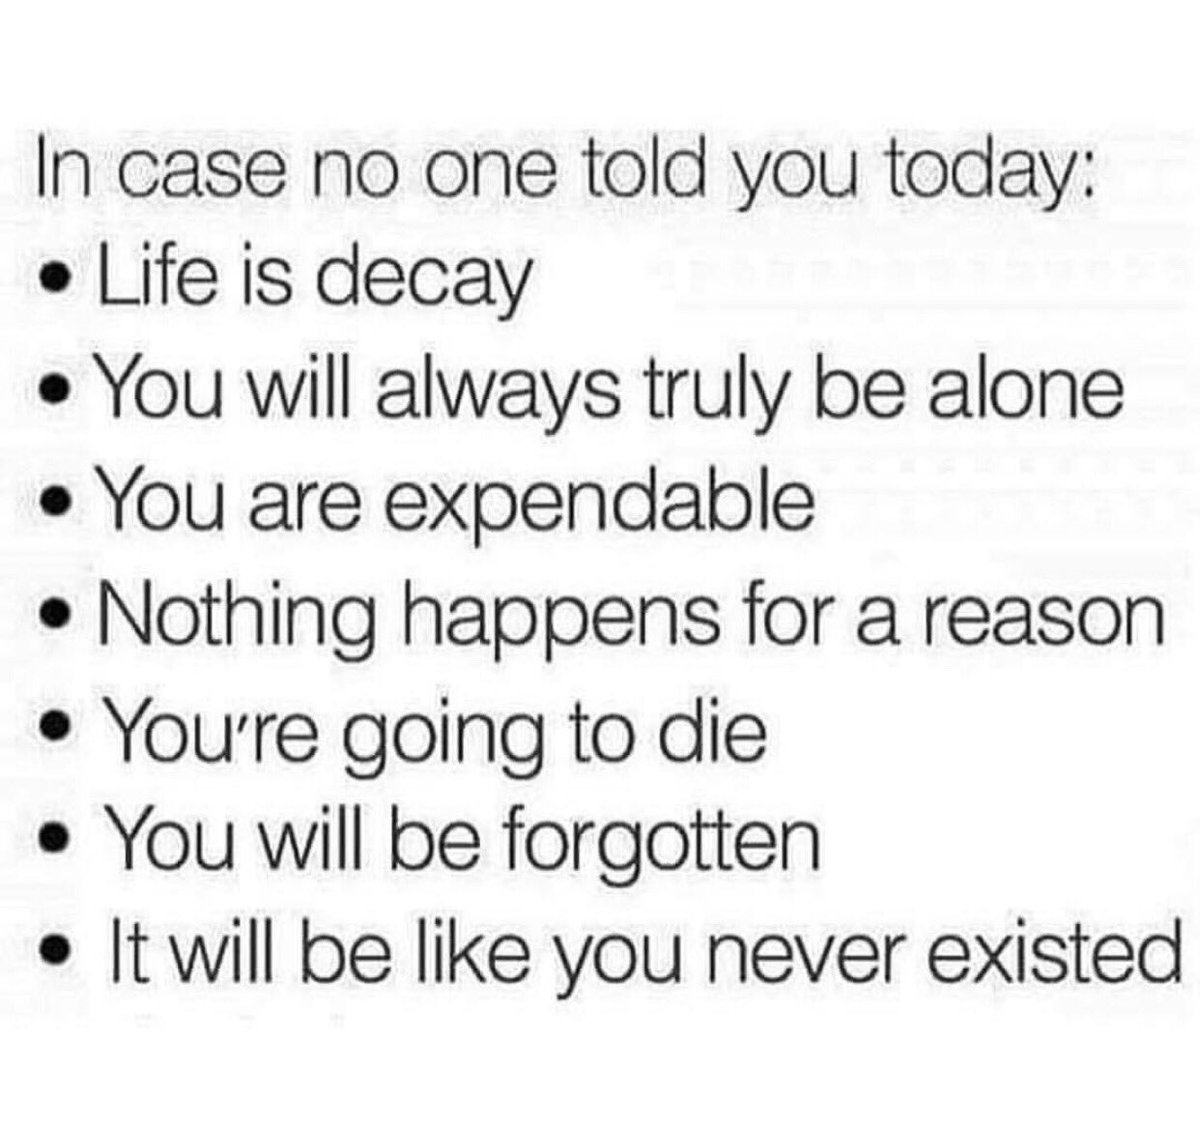 In case no one told you today:
• Life is decay
• You will always truly be alone
• You are expendable
• Nothing happens for a reason
• You're going to die
• You will be forgotten
• It will be like you never existed